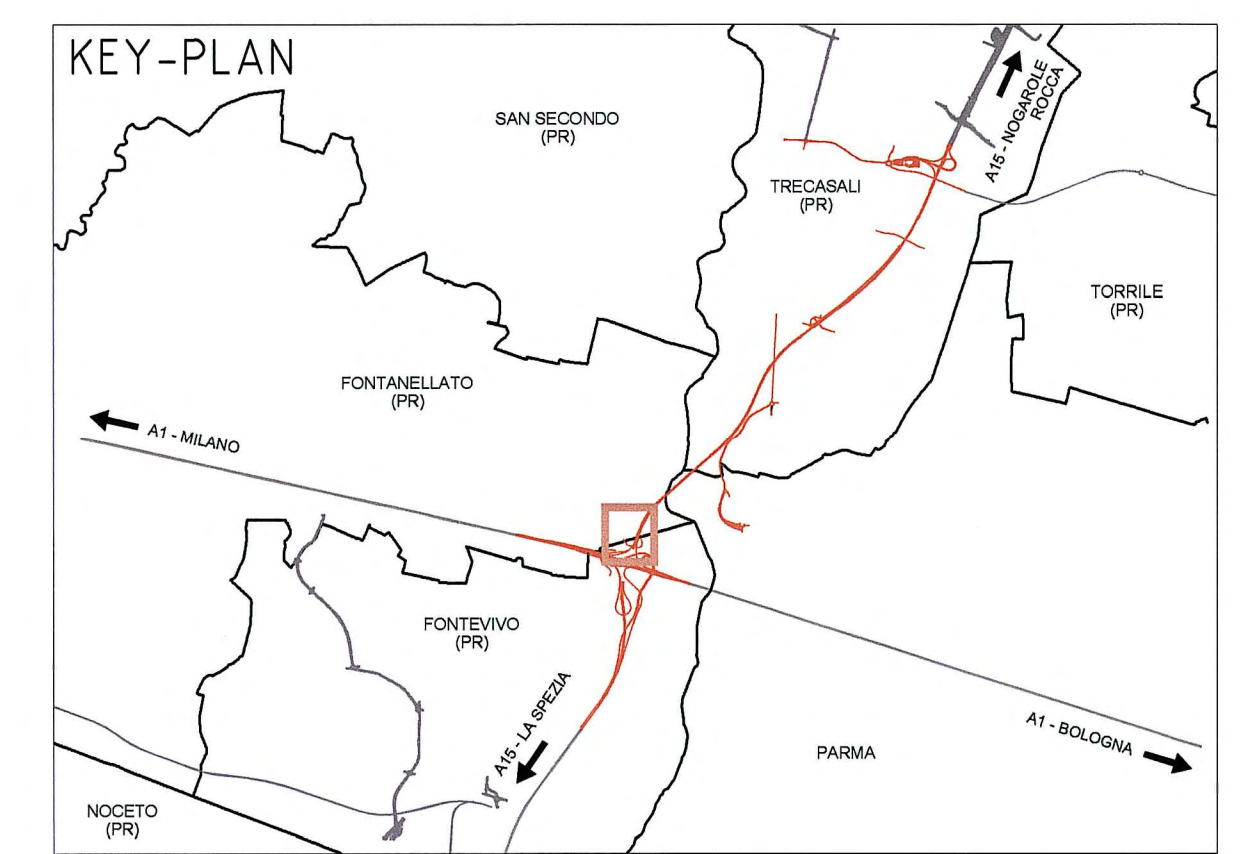 KEY-PLAN
SAN SECONDO
(PR)
A15 - NOGAROLE
ROCCA
TRECASALI
(PR)
TORRILE
(PR)
FONTANELLATO
(PR)
A1 - MILANO
FONTEVIVO
(PR)
A15 - LA SPEZIA
A1 - BOLOGNA
PARMA
NOCETO
(PR)